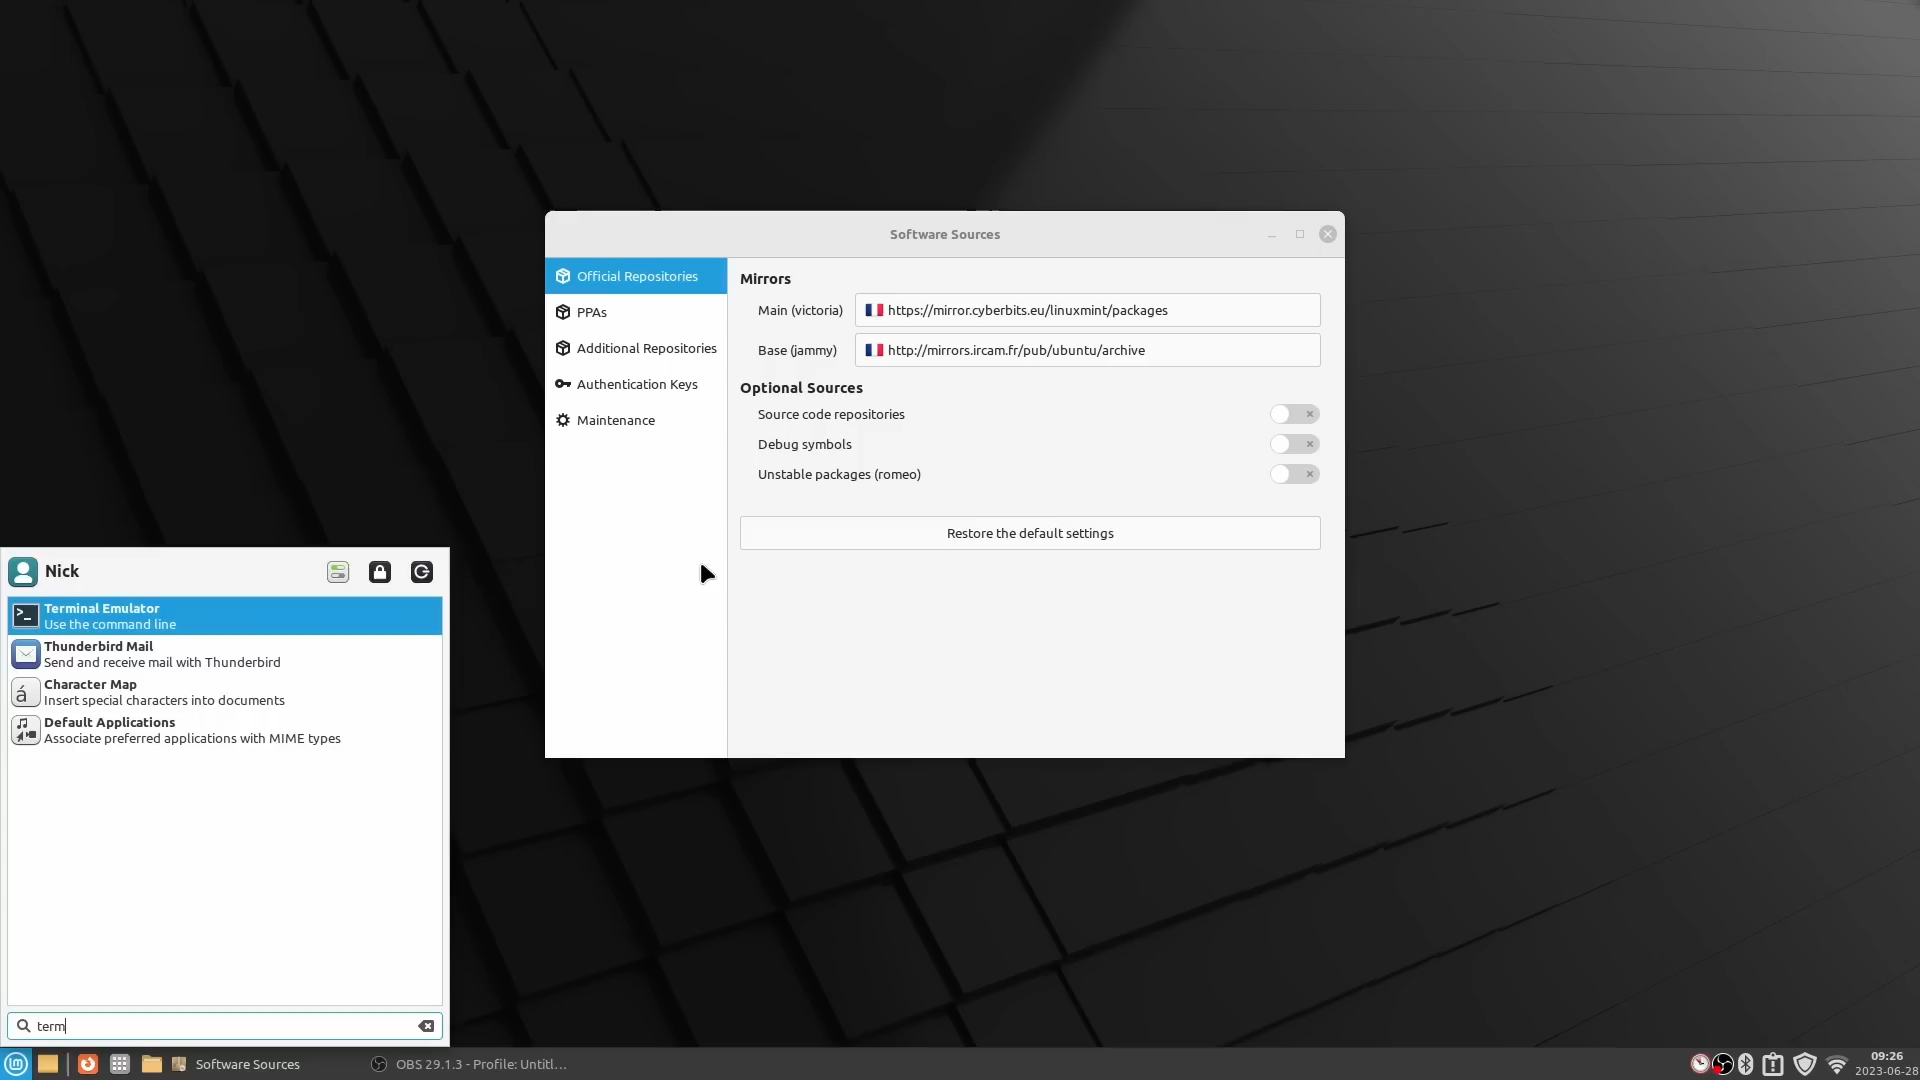 Software Sources
Official Repositories
PPAs
Additional Repositories
Authentication Keys
Maintenance
Mirrors
Main (victoria)
https://mirror.cyberbits.eu/linuxmint/packages
Base (jammy)
http://mirrors.ircam.fr/pub/ubuntu/archive
Optional Sources
Source code repositories
Debug symbols
Unstable packages (romeo)
Restore the default settings
Nick
Terminal Emulator
Use the command line
Thunderbird Mail
Send and receive mail with Thunderbird
Character Map
Insert special characters into documents
Default Applications
Associate preferred applications with MIME types
term
Software Sources
OBS 29.1.3 - Profile: Untitl...
09:26
2023-06-28